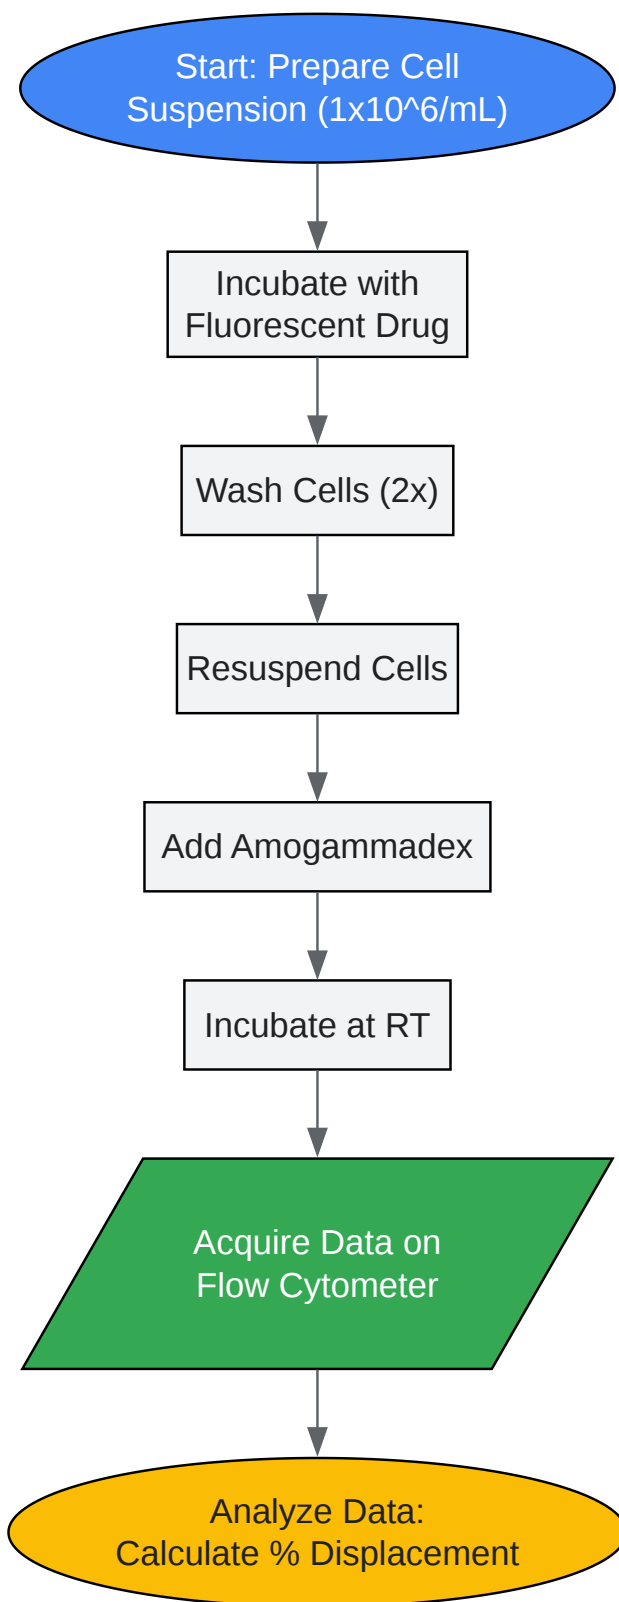 Start: Prepare Cell
Suspension (1x10^6/mL)
Incubate with
Fluorescent Drug
Wash Cells (2x)
Resuspend Cells
Add Amogammadex
Incubate at RT
Acquire Data on
Flow Cytometer
Analyze Data:
Calculate % Displacement